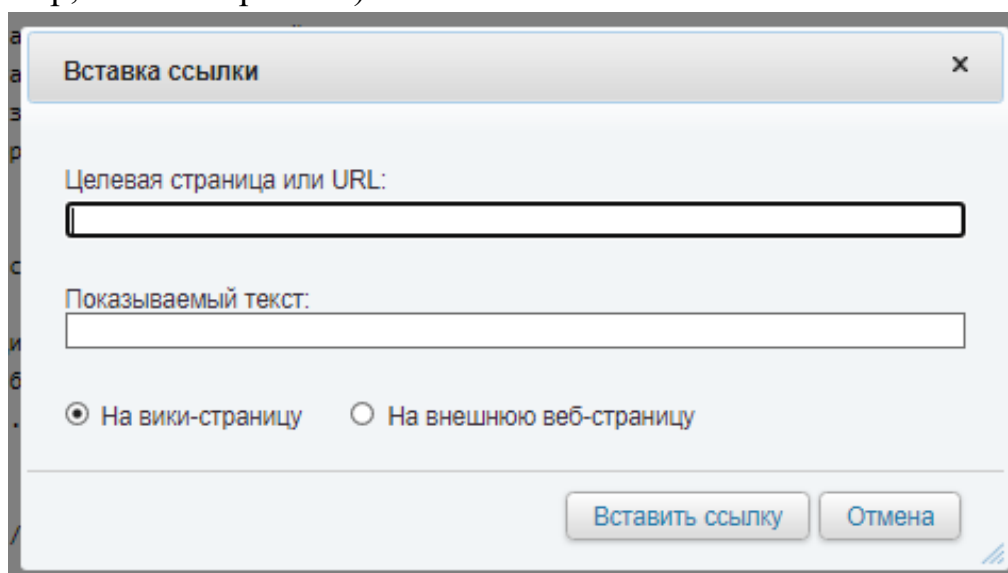 Вставка ссылки ×
Целевая страница или URL:
Показываемый текст:
На вики-страницу На внешнюю веб-страницу
Вставить ссылку Отмена